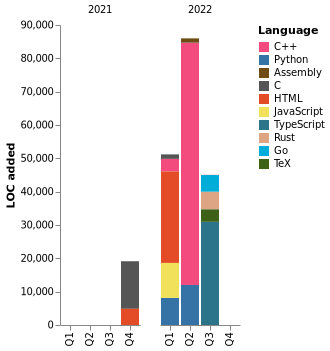 2021 2022
LOC added
90,000
80,000
70,000
60,000
50,000
40,000
30,000
20,000
10,000
0
Q1 Q2 Q3 Q4 Q1 Q2 Q3 Q4
Language
C++
Python
Assembly
C
HTML
JavaScript
TypeScript
Rust
Go
TeX